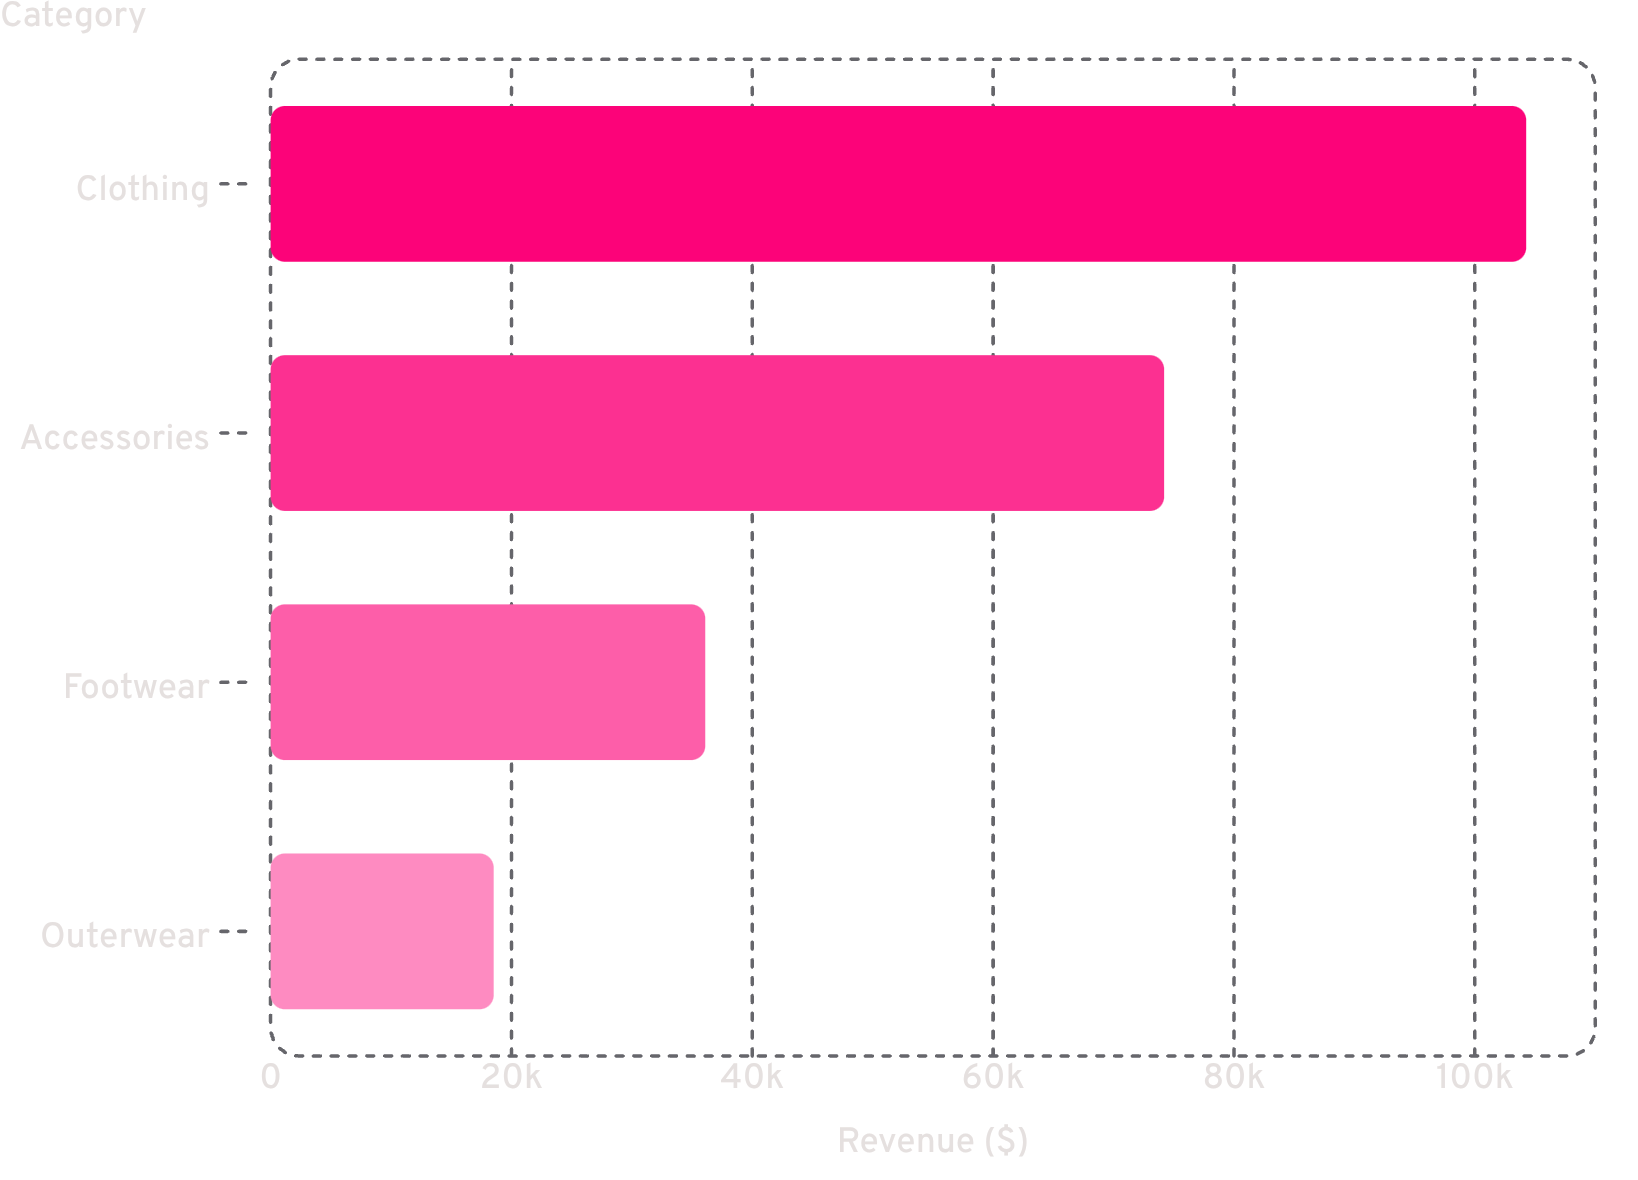 Category
Clothing
Accessories
Footwear
Outerwear
0 20k 40k 60k 80k 100k
Revenue ($)